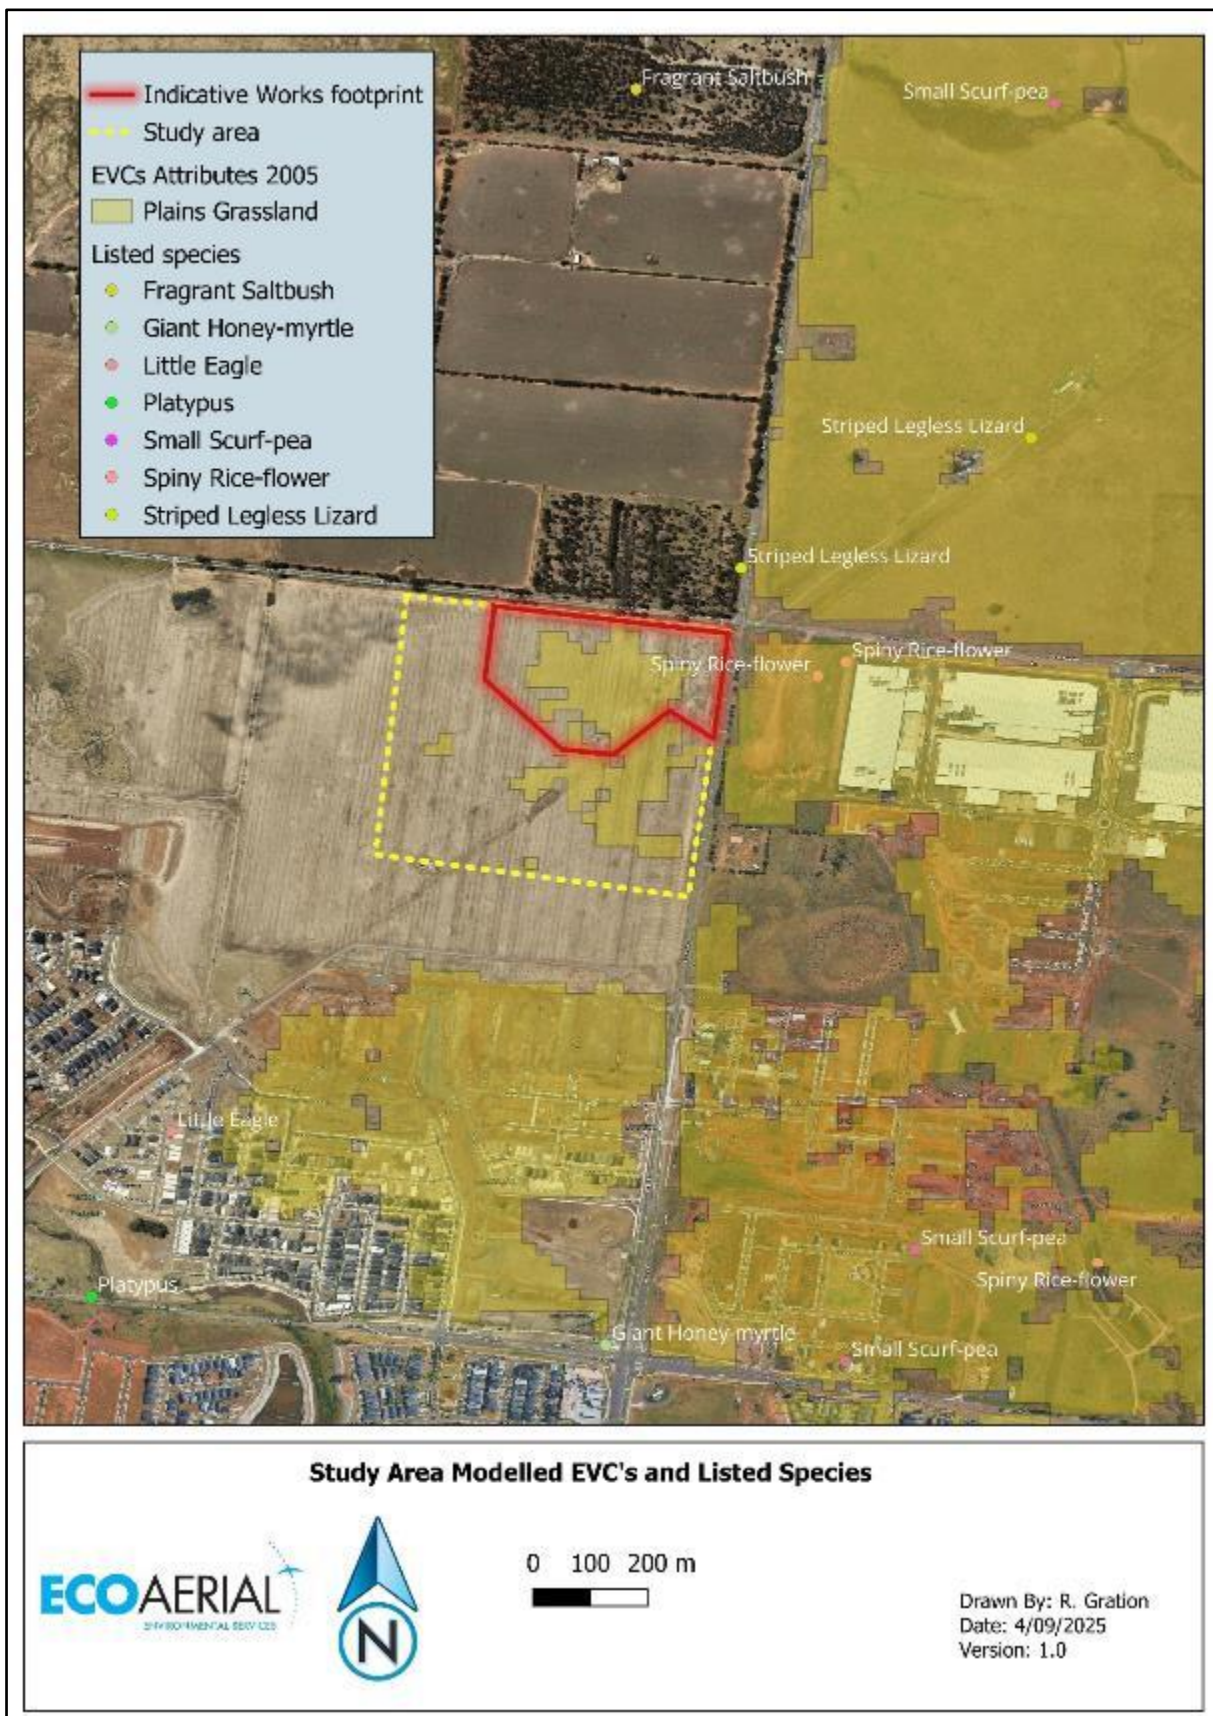 Indicative Works footprint
Study area
EVCs Attributes 2005
Plains Grassland
Listed species
Fragrant Saltbush
Giant Honey-myrtle
Little Eagle
Platypus
Small Scurf-pea
Spiny Rice-flower
Striped Legless Lizard
Fragrant Saltbush
Small Scurf-pea
Striped Legless Lizard
Striped Legless Lizard
Spiny Rice-flower
Spiny Rice-flower
Little Eagle
Small Scurf-pea
Spiny Rice-flower
Platypus
Giant Honey-myrtle
Small Scurf-pea
Study Area Modelled EVC's and Listed Species
ECOAERIAL
ENVIRONMENTAL SERVICES
N
0 100 200 m
Drawn By: R. Gration
Date: 4/09/2025
Version: 1.0